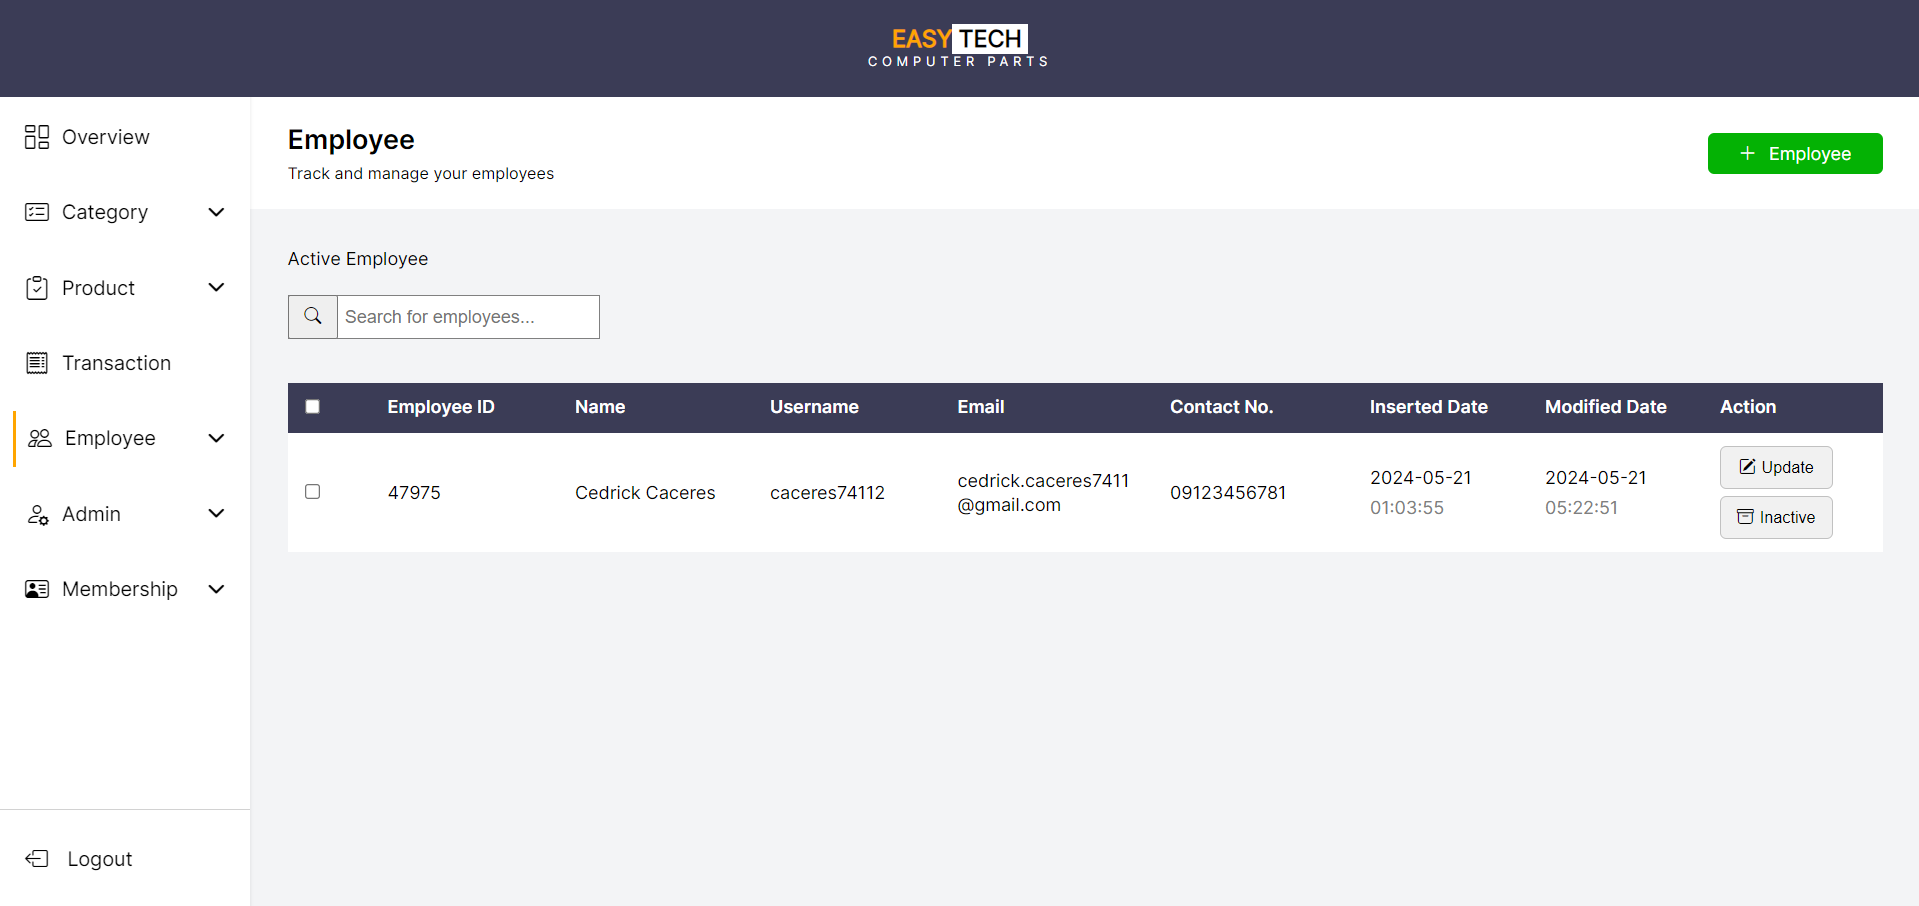 EASY TECH
COMPUTER PARTS
Overview
Category
Product
Transaction
Employee
Admin
Membership
Logout
Employee
Track and manage your employees
+ Employee
Active Employee
Search for employees...
Employee ID Name Username Email Contact No. Inserted Date Modified Date Action
47975 Cedrick Caceres caceres74112 cedrick.caceres7411 09123456781 2024-05-21 2024-05-21 Update
@gmail.com 01:03:55 05:22:51 Inactive